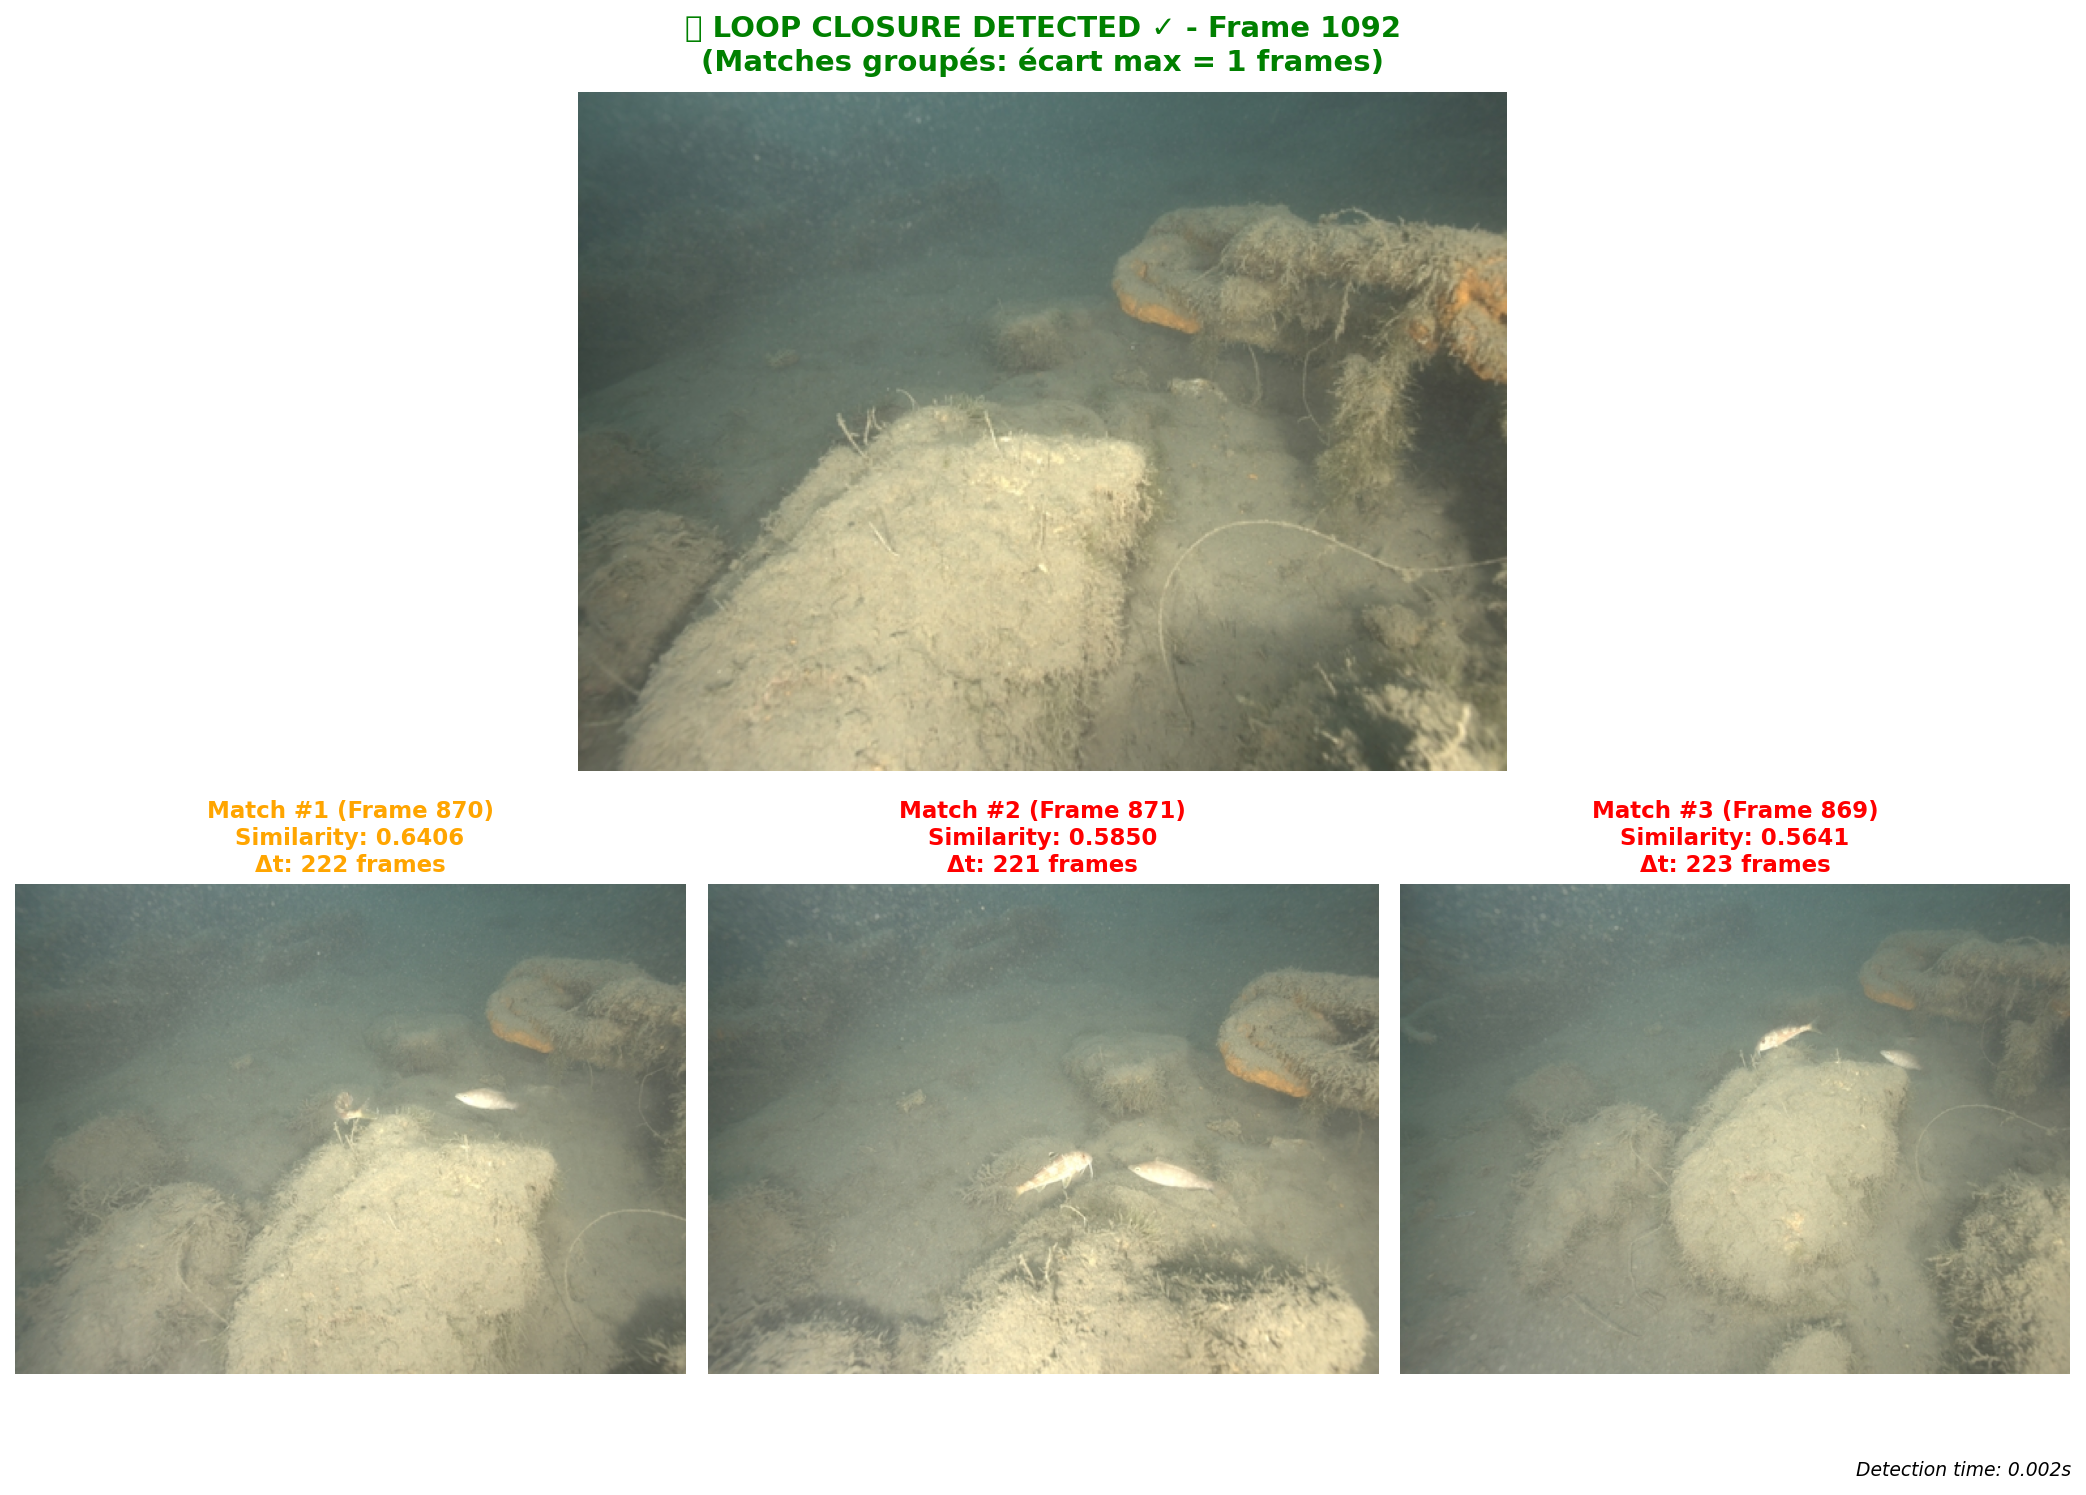 LOOP CLOSURE DETECTED ✓ - Frame 1092
(Matches groupés: écart max = 1 frames)
Match #1 (Frame 870)
Similarity: 0.6406
Δt: 222 frames
Match #2 (Frame 871)
Similarity: 0.5850
Δt: 221 frames
Match #3 (Frame 869)
Similarity: 0.5641
Δt: 223 frames
Detection time: 0.002s